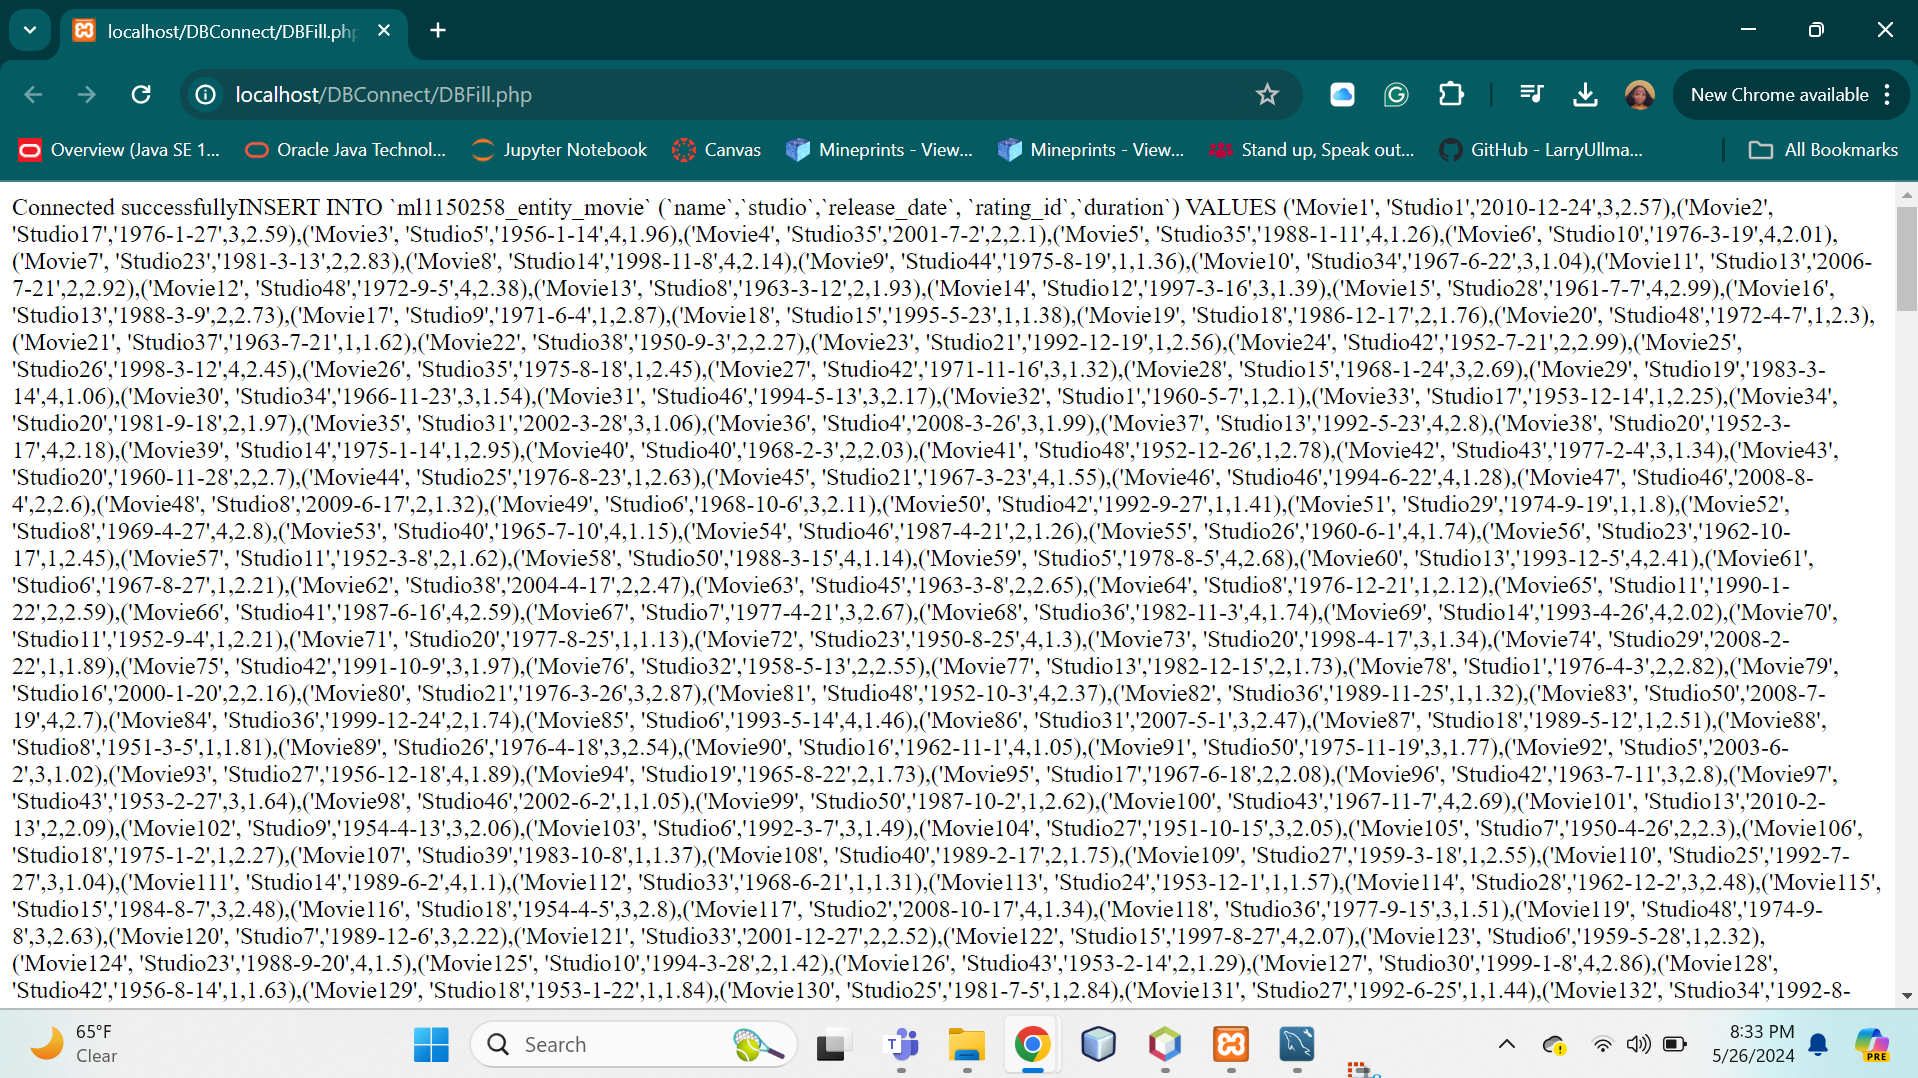 localhost/DBConnect/DBFill.php
localhost/DBConnect/DBFill.php
New Chrome available
Overview (Java SE 1...
Oracle Java Technol...
Jupyter Notebook
Canvas
Mineprints - View...
Mineprints - View...
Stand up, Speak out...
GitHub - LarryUllma...
All Bookmarks
Connected successfullyINSERT INTO `ml1150258_entity_movie` (`name`,`studio`,`release_date`, `rating_id`,`duration`) VALUES ('Movie1', 'Studio1','2010-12-24',3,2.57),('Movie2',
'Studio17','1976-1-27',3,2.59),('Movie3', 'Studio5','1956-1-14',4,1.96),('Movie4', 'Studio35','2001-7-2',2,2.1),('Movie5', 'Studio35','1988-1-11',4,1.26),('Movie6', 'Studio10','1976-3-19',4,2.01),
('Movie7', 'Studio23','1981-3-13',2,2.83),('Movie8', 'Studio14','1998-11-8',4,2.14),('Movie9', 'Studio44','1975-8-19',1,1.36),('Movie10', 'Studio34','1967-6-22',3,1.04),('Movie11', 'Studio13','2006-
7-21',2,2.92),('Movie12', 'Studio48','1972-9-5',4,2.38),('Movie13', 'Studio8','1963-3-12',2,1.93),('Movie14', 'Studio12','1997-3-16',3,1.39),('Movie15', 'Studio28','1961-7-7',4,2.99),('Movie16',
'Studio13','1988-3-9',2,2.73),('Movie17', 'Studio9','1971-6-4',1,2.87),('Movie18', 'Studio15','1995-5-23',1,1.38),('Movie19', 'Studio18','1986-12-17',2,1.76),('Movie20', 'Studio48','1972-4-7',1,2.3),
('Movie21', 'Studio37','1963-7-21',1,1.62),('Movie22', 'Studio38','1950-9-3',2,2.27),('Movie23', 'Studio21','1992-12-19',1,2.56),('Movie24', 'Studio42','1952-7-21',2,2.99),('Movie25',
'Studio26','1998-3-12',4,2.45),('Movie26', 'Studio35','1975-8-18',1,2.45),('Movie27', 'Studio42','1971-11-16',3,1.32),('Movie28', 'Studio15','1968-1-24',3,2.69),('Movie29', 'Studio19','1983-3-
14',4,1.06),('Movie30', 'Studio34','1966-11-23',3,1.54),('Movie31', 'Studio46','1994-5-13',3,2.17),('Movie32', 'Studio1','1960-5-7',1,2.1),('Movie33', 'Studio17','1953-12-14',1,2.25),('Movie34',
'Studio20','1981-9-18',2,1.97),('Movie35', 'Studio31','2002-3-28',3,1.06),('Movie36', 'Studio4','2008-3-26',3,1.99),('Movie37', 'Studio13','1992-5-23',4,2.8),('Movie38', 'Studio20','1952-3-
17',4,2.18),('Movie39', 'Studio14','1975-1-14',1,2.95),('Movie40', 'Studio40','1968-2-3',2,2.03),('Movie41', 'Studio48','1952-12-26',1,2.78),('Movie42', 'Studio43','1977-2-4',3,1.34),('Movie43',
'Studio20','1960-11-28',2,2.7),('Movie44', 'Studio25','1976-8-23',1,2.63),('Movie45', 'Studio21','1967-3-23',4,1.55),('Movie46', 'Studio46','1994-6-22',4,1.28),('Movie47', 'Studio46','2008-8-
4',2,2.6),('Movie48', 'Studio8','2009-6-17',2,1.32),('Movie49', 'Studio6','1968-10-6',3,2.11),('Movie50', 'Studio42','1992-9-27',1,1.41),('Movie51', 'Studio29','1974-9-19',1,1.8),('Movie52',
'Studio8','1969-4-27',4,2.8),('Movie53', 'Studio40','1965-7-10',4,1.15),('Movie54', 'Studio46','1987-4-21',2,1.26),('Movie55', 'Studio26','1960-6-1',4,1.74),('Movie56', 'Studio23','1962-10-
17',1,2.45),('Movie57', 'Studio11','1952-3-8',2,1.62),('Movie58', 'Studio50','1988-3-15',4,1.14),('Movie59', 'Studio5','1978-8-5',4,2.68),('Movie60', 'Studio13','1993-12-5',4,2.41),('Movie61',
'Studio6','1967-8-27',1,2.21),('Movie62', 'Studio38','2004-4-17',2,2.47),('Movie63', 'Studio45','1963-3-8',2,2.65),('Movie64', 'Studio8','1976-12-21',1,2.12),('Movie65', 'Studio11','1990-1-
22',2,2.59),('Movie66', 'Studio41','1987-6-16',4,2.59),('Movie67', 'Studio7','1977-4-21',3,2.67),('Movie68', 'Studio36','1982-11-3',4,1.74),('Movie69', 'Studio14','1993-4-26',4,2.02),('Movie70',
'Studio11','1952-9-4',1,2.21),('Movie71', 'Studio20','1977-8-25',1,1.13),('Movie72', 'Studio23','1950-8-25',4,1.3),('Movie73', 'Studio20','1998-4-17',3,1.34),('Movie74', 'Studio29','2008-2-
22',1,1.89),('Movie75', 'Studio42','1991-10-9',3,1.97),('Movie76', 'Studio32','1958-5-13',2,2.55),('Movie77', 'Studio13','1982-12-15',2,1.73),('Movie78', 'Studio1','1976-4-3',2,2.82),('Movie79',
'Studio16','2000-1-20',2,2.16),('Movie80', 'Studio21','1976-3-26',3,2.87),('Movie81', 'Studio48','1952-10-3',4,2.37),('Movie82', 'Studio36','1989-11-25',1,1.32),('Movie83', 'Studio50','2008-7-
19',4,2.7),('Movie84', 'Studio36','1999-12-24',2,1.74),('Movie85', 'Studio6','1993-5-14',4,1.46),('Movie86', 'Studio31','2007-5-1',3,2.47),('Movie87', 'Studio18','1989-5-12',1,2.51),('Movie88',
'Studio8','1951-3-5',1,1.81),('Movie89', 'Studio26','1976-4-18',3,2.54),('Movie90', 'Studio16','1962-11-1',4,1.05),('Movie91', 'Studio50','1975-11-19',3,1.77),('Movie92', 'Studio5','2003-6-
2',3,1.02),('Movie93', 'Studio27','1956-12-18',4,1.89),('Movie94', 'Studio19','1965-8-22',2,1.73),('Movie95', 'Studio17','1967-6-18',2,2.08),('Movie96', 'Studio42','1963-7-11',3,2.8),('Movie97',
'Studio43','1953-2-27',3,1.64),('Movie98', 'Studio46','2002-6-2',1,1.05),('Movie99', 'Studio50','1987-10-2',1,2.62),('Movie100', 'Studio43','1967-11-7',4,2.69),('Movie101', 'Studio13','2010-2-
13',2,2.09),('Movie102', 'Studio9','1954-4-13',3,2.06),('Movie103', 'Studio6','1992-3-7',3,1.49),('Movie104', 'Studio27','1951-10-15',3,2.05),('Movie105', 'Studio7','1950-4-26',2,2.3),('Movie106',
'Studio18','1975-1-2',1,2.27),('Movie107', 'Studio39','1983-10-8',1,1.37),('Movie108', 'Studio40','1989-2-17',2,1.75),('Movie109', 'Studio27','1959-3-18',1,2.55),('Movie110', 'Studio25','1992-7-
27',3,1.04),('Movie111', 'Studio14','1989-6-2',4,1.1),('Movie112', 'Studio33','1968-6-21',1,1.31),('Movie113', 'Studio24','1953-12-1',1,1.57),('Movie114', 'Studio28','1962-12-2',3,2.48),('Movie115',
'Studio15','1984-8-7',3,2.48),('Movie116', 'Studio18','1954-4-5',3,2.8),('Movie117', 'Studio2','2008-10-17',4,1.34),('Movie118', 'Studio36','1977-9-15',3,1.51),('Movie119', 'Studio48','1974-9-
8',3,2.63),('Movie120', 'Studio7','1989-12-6',3,2.22),('Movie121', 'Studio33','2001-12-27',2,2.52),('Movie122', 'Studio15','1997-8-27',4,2.07),('Movie123', 'Studio6','1959-5-28',1,2.32),
('Movie124', 'Studio23','1988-9-20',4,1.5),('Movie125', 'Studio10','1994-3-28',2,1.42),('Movie126', 'Studio43','1953-2-14',2,1.29),('Movie127', 'Studio30','1999-1-8',4,2.86),('Movie128',
'Studio42','1956-8-14',1,1.63),('Movie129', 'Studio18','1953-1-22',1,1.84),('Movie130', 'Studio25','1981-7-5',1,2.84),('Movie131', 'Studio27','1992-6-25',1,1.44),('Movie132', 'Studio34','1992-8-
65°F
Clear
Search
8:33 PM
5/26/2024
PRE